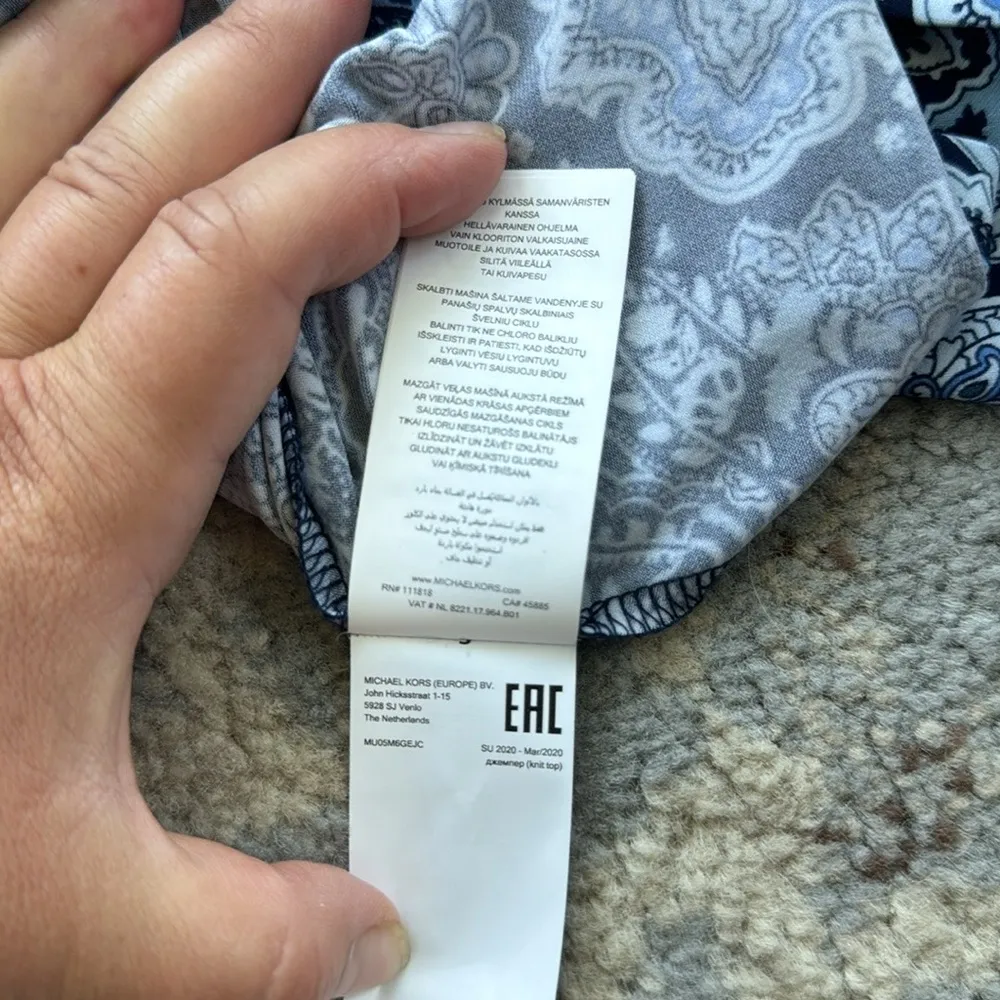 KYLMÄSSÄ SAMANVÄRISTEN
KANSSA
HELLÄVARAINEN OHJELMA
VAIN KLOORITON VALKAISUAINE
MUOTOILE JA KUIVAA VAAKATASOSSA
SILITÄ VIILEÄLLÄ
TAI KUIVAPESU
SKALBTI MAŠINA ŠALTAME VANDENYJE SU
PANAŠIŲ SPALVŲ SKALBINIAIS
ŠVELNIU CIKLU
BALINTI TIK NE CHLORO BALIKLIU
IŠSKLEISTI IR PATIESTI, KAD IŠDŽIŪTŲ
LYGINTI VĖSIU LYGINTUVU
ARBA VALYTI SAUSUOJU BŪDU
MAZGĀT VEĻAS MAŠĪNĀ AUKSTĀ REŽĪMĀ
AR VIENĀDAS KRĀSAS APĢĒRBIEM
SAUDZĪGĀS MAZGĀŠANAS CIKLS
TIKAI HLORU NESATUROŠS BALINĀTĀJS
IZLĪDZINĀT UN ŽĀVĒT IZKLĀTU
GLUDINĀT AR AUKSTU GLUDEKLI
VAI ĶĪMISKĀ TĪRĪŠANA
دورة هادئة
أو تنظيف جاف
www.MICHAELKORS.com
RN# 111818 CA# 45885
VAT # NL 8221.17.964.B01
MICHAEL KORS (EUROPE) BV.
John Hicksstraat 1-15
5928 SJ Venlo
The Netherlands
EAC
MU05M6GEJC
SU 2020 - Mar/2020
джемпер (knit top)